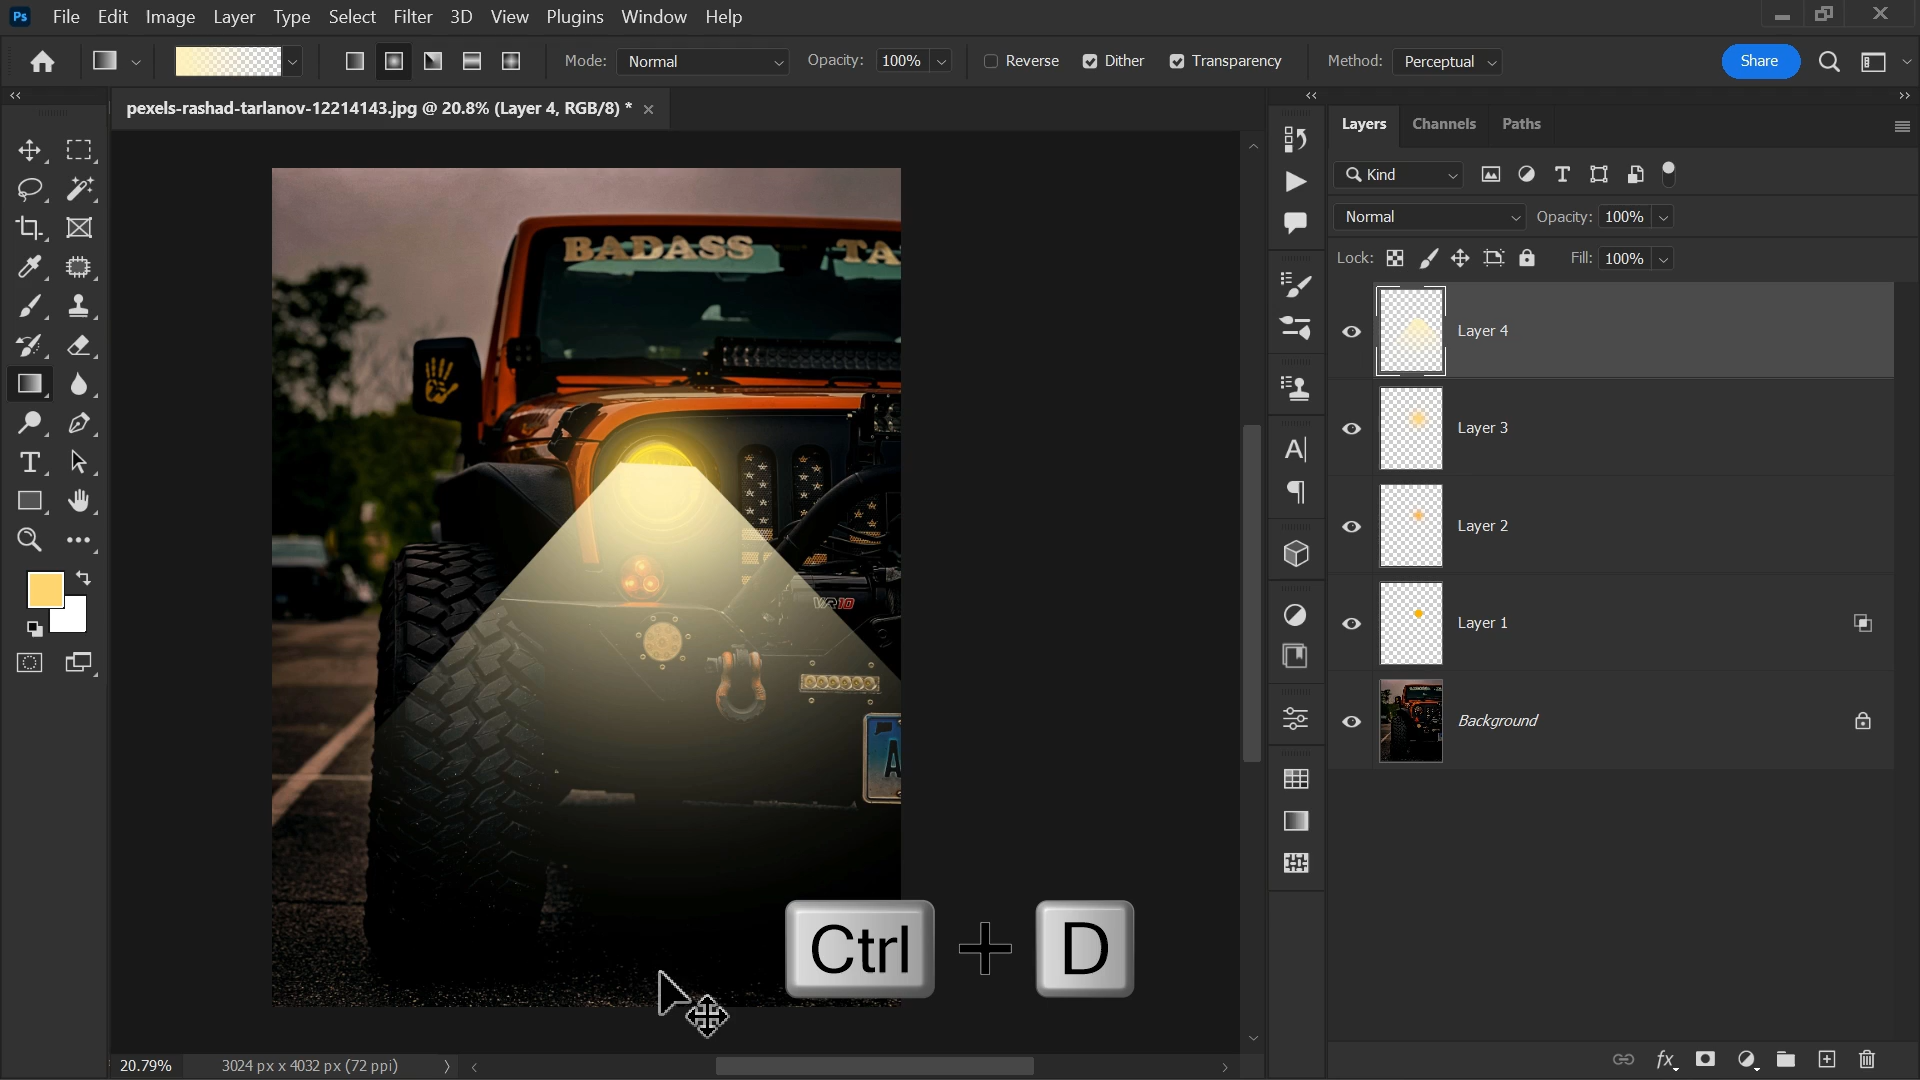 Ps File Edit Image Layer Type Select Filter 3D View Plugins Window Help
Mode: Normal Opacity: 100% Reverse Dither Transparency Method: Perceptual Share
pexels-rashad-tarlanov-12214143.jpg @ 20.8% (Layer 4, RGB/8) *
Layers Channels Paths
Kind
Normal Opacity: 100%
Lock: Fill: 100%
Layer 4
Layer 3
Layer 2
Layer 1
Background
BADASS TA
VR10
A
Ctrl + D
20.79% 3024 px x 4032 px (72 ppi)
fx